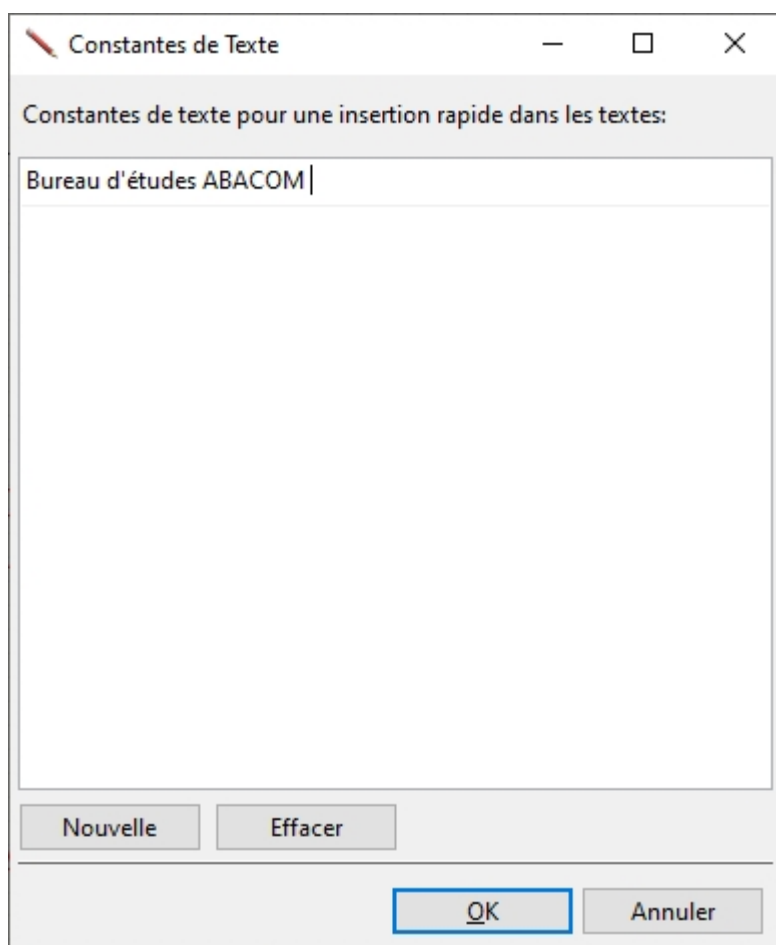 Constantes de Texte
Constantes de texte pour une insertion rapide dans les textes:
Bureau d'études ABACOM
Nouvelle Effacer
OK Annuler